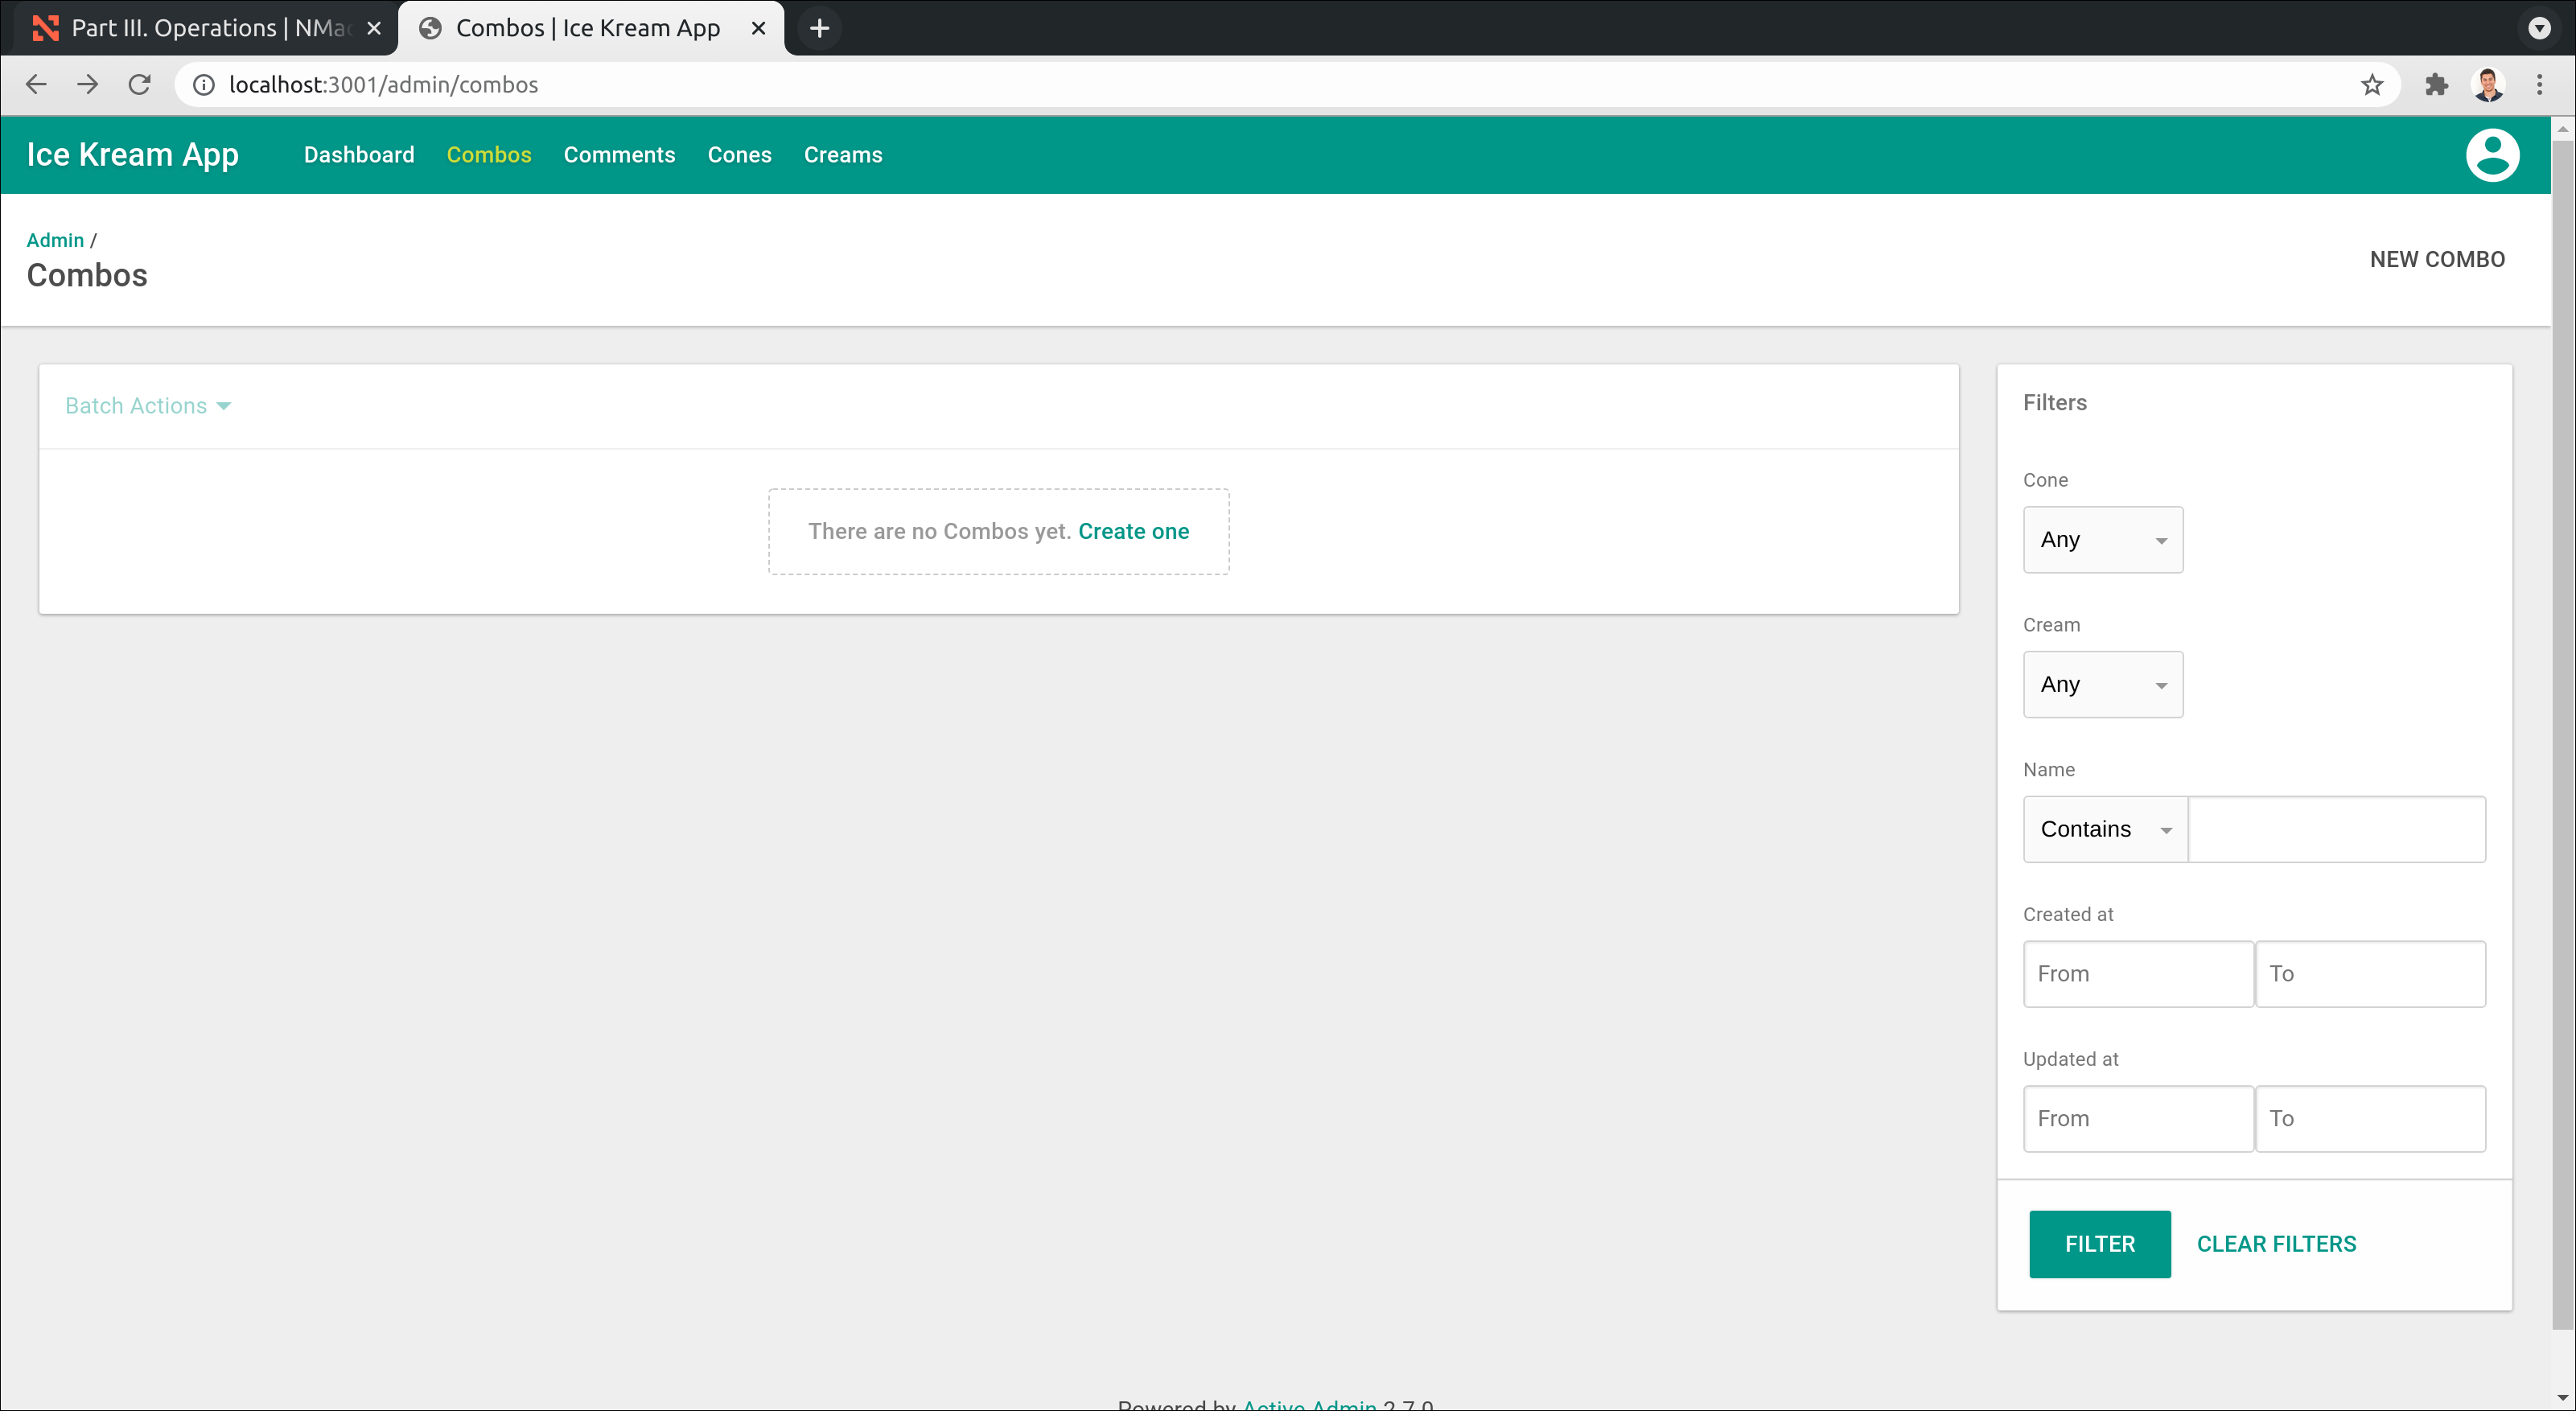 Part III. Operations | NMac
Combos | Ice Kream App
localhost:3001/admin/combos
Ice Kream App Dashboard Combos Comments Cones Creams
Admin /
Combos
NEW COMBO
Batch Actions
There are no Combos yet. Create one
Filters
Cone
Any
Cream
Any
Name
Contains
Created at
From To
Updated at
From To
FILTER CLEAR FILTERS
Powered by Active Admin 2.7.0